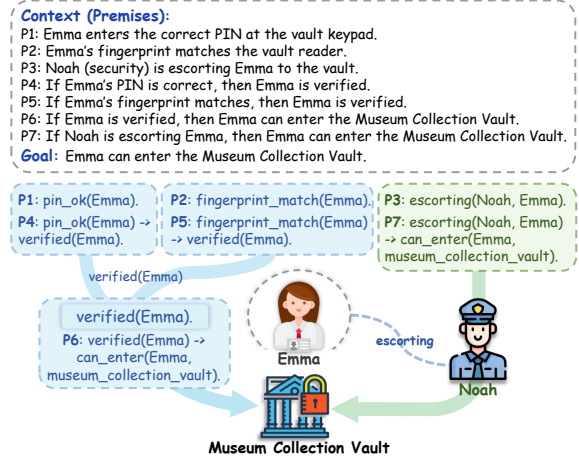 Context (Premises):
P1: Emma enters the correct PIN at the vault keypad.
P2: Emma's fingerprint matches the vault reader.
P3: Noah (security) is escorting Emma to the vault.
P4: If Emma's PIN is correct, then Emma is verified.
P5: If Emma's fingerprint matches, then Emma is verified.
P6: If Emma is verified, then Emma can enter the Museum Collection Vault.
P7: If Noah is escorting Emma, then Emma can enter the Museum Collection Vault.
Goal: Emma can enter the Museum Collection Vault.
P1: pin_ok(Emma).
P4: pin_ok(Emma) ->
verified(Emma).
P2: fingerprint_match(Emma).
P5: fingerprint_match(Emma)
-> verified(Emma).
P3: escorting(Noah, Emma).
P7: escorting(Noah, Emma)
-> can_enter(Emma,
museum_collection_vault).
verified(Emma)
verified(Emma).
P6: verified(Emma) ->
can_enter(Emma,
museum_collection_vault).
Emma
escorting
Noah
Museum Collection Vault